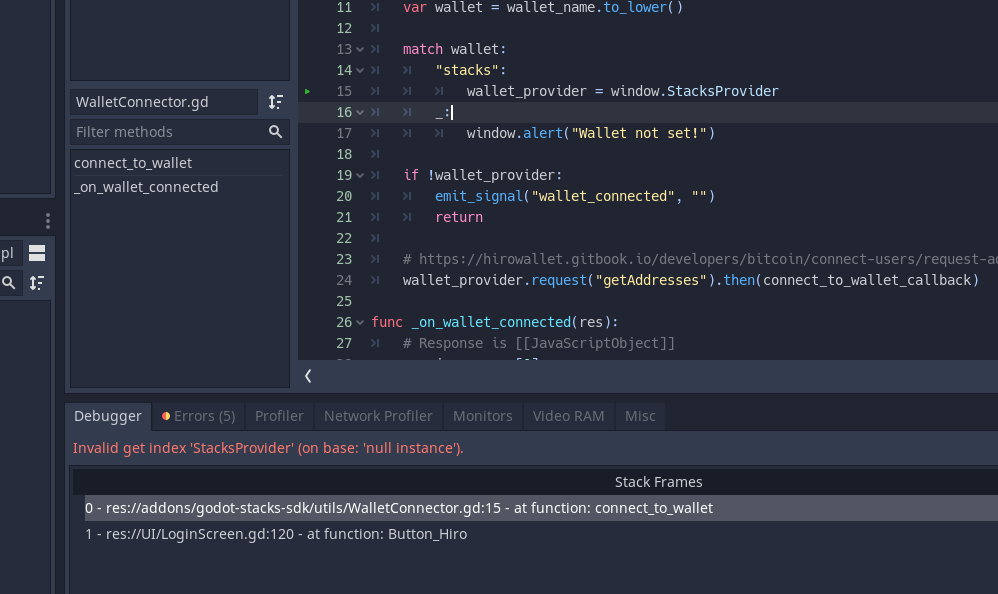 11 var wallet = wallet_name.to_lower()
12
13 match wallet:
14 "stacks":
WalletConnector.gd
15 wallet_provider = window.StacksProvider
16 _:
Filter methods
17 window.alert("Wallet not set!")
18
connect_to_wallet
19 if !wallet_provider:
_on_wallet_connected
20 emit_signal("wallet_connected", "")
21 return
22
pl
23 # https://hirowallet.gitbook.io/developers/bitcoin/connect-users/request-ad
24 wallet_provider.request("getAddresses").then(connect_to_wallet_callback)
25
26 func _on_wallet_connected(res):
27 # Response is [[JavaScriptObject]]
Debugger Errors (5) Profiler Network Profiler Monitors Video RAM Misc
Invalid get index 'StacksProvider' (on base: 'null instance').
Stack Frames
0 - res://addons/godot-stacks-sdk/utils/WalletConnector.gd:15 - at function: connect_to_wallet
1 - res://UI/LoginScreen.gd:120 - at function: Button_Hiro